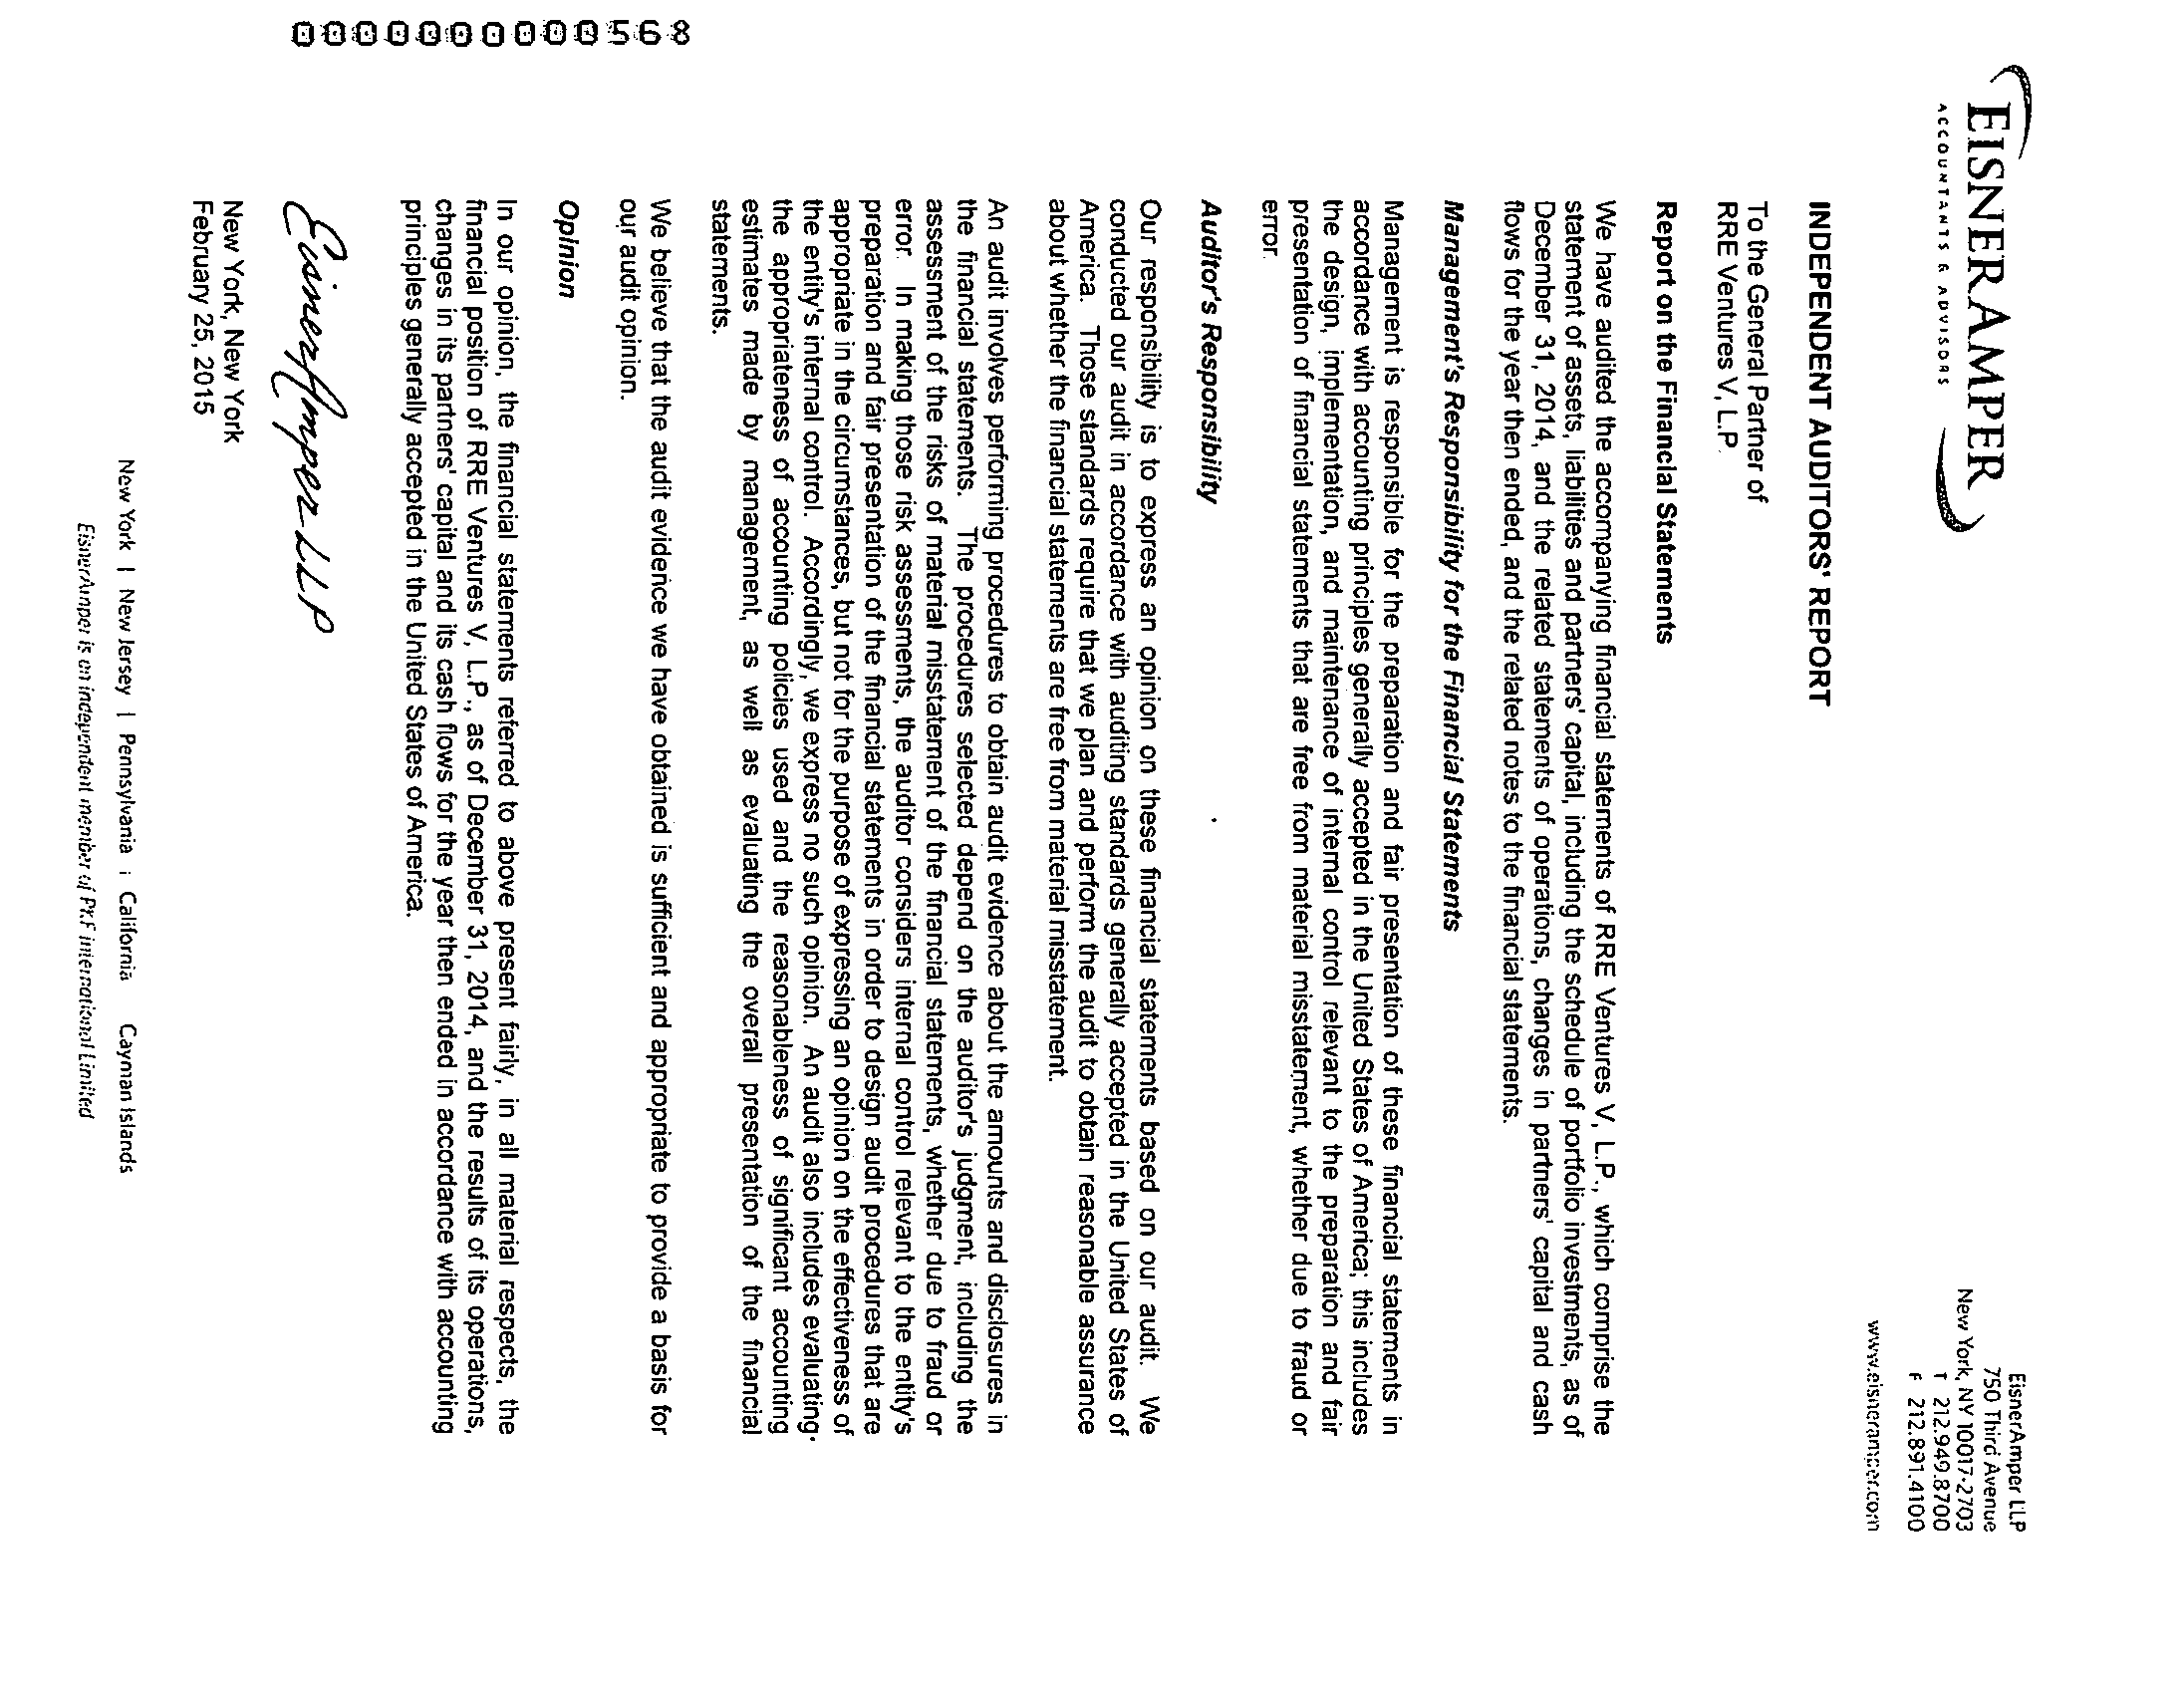 EISNERAMPER
ACCOUNTANTS & ADVISORS
EisnerAmper LLP
750 Third Avenue
New York, NY 10017-2703
T 212.949.8700
F 212.891.4100
www.eisneramper.com
INDEPENDENT AUDITORS' REPORT
To the General Partner of
RRE Ventures V, L.P.
Report on the Financial Statements
We have audited the accompanying financial statements of RRE Ventures V, L.P., which comprise the
statement of assets, liabilities and partners' capital, including the schedule of portfolio investments, as of
December 31, 2014, and the related statements of operations, changes in partners' capital and cash
flows for the year then ended, and the related notes to the financial statements.
Management's Responsibility for the Financial Statements
Management is responsible for the preparation and fair presentation of these financial statements in
accordance with accounting principles generally accepted in the United States of America; this includes
the design, implementation, and maintenance of internal control relevant to the preparation and fair
presentation of financial statements that are free from material misstatement, whether due to fraud or
error.
Auditor's Responsibility
Our responsibility is to express an opinion on these financial statements based on our audit. We
conducted our audit in accordance with auditing standards generally accepted in the United States of
America. Those standards require that we plan and perform the audit to obtain reasonable assurance
about whether the financial statements are free from material misstatement.
An audit involves performing procedures to obtain audit evidence about the amounts and disclosures in
the financial statements. The procedures selected depend on the auditor's judgment, including the
assessment of the risks of material misstatement of the financial statements, whether due to fraud or
error. In making those risk assessments, the auditor considers internal control relevant to the entity's
preparation and fair presentation of the financial statements in order to design audit procedures that are
appropriate in the circumstances, but not for the purpose of expressing an opinion on the effectiveness of
the entity's internal control. Accordingly, we express no such opinion. An audit also includes evaluating
the appropriateness of accounting policies used and the reasonableness of significant accounting
estimates made by management, as well as evaluating the overall presentation of the financial
statements.
We believe that the audit evidence we have obtained is sufficient and appropriate to provide a basis for
our audit opinion.
Opinion
In our opinion, the financial statements referred to above present fairly, in all material respects, the
financial position of RRE Ventures V, L.P., as of December 31, 2014, and the results of its operations,
changes in its partners' capital and its cash flows for the year then ended in accordance with accounting
principles generally accepted in the United States of America.
EisnerAmper LLP
New York, New York
February 25, 2015
New York | New Jersey | Pennsylvania | California Cayman Islands
EisnerAmper is an independent member of PKF International Limited
0000000000568